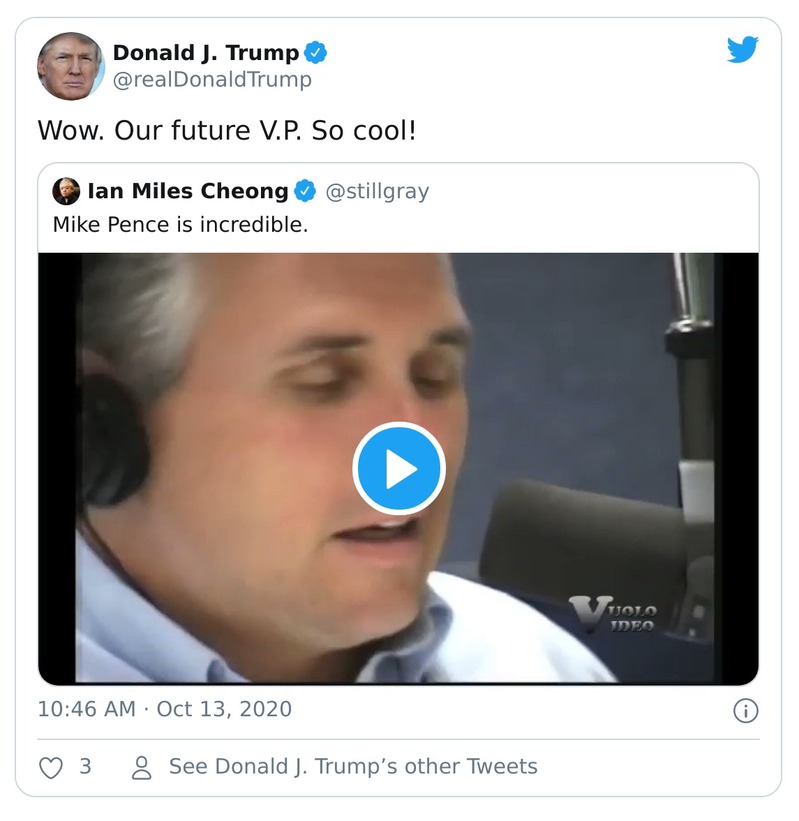 Donald J. Trump
@realDonaldTrump
Wow. Our future V.P. So cool!
Ian Miles Cheong @stillgray
Mike Pence is incredible.
VUOLO
VIDEO
10:46 AM · Oct 13, 2020
3 See Donald J. Trump’s other Tweets